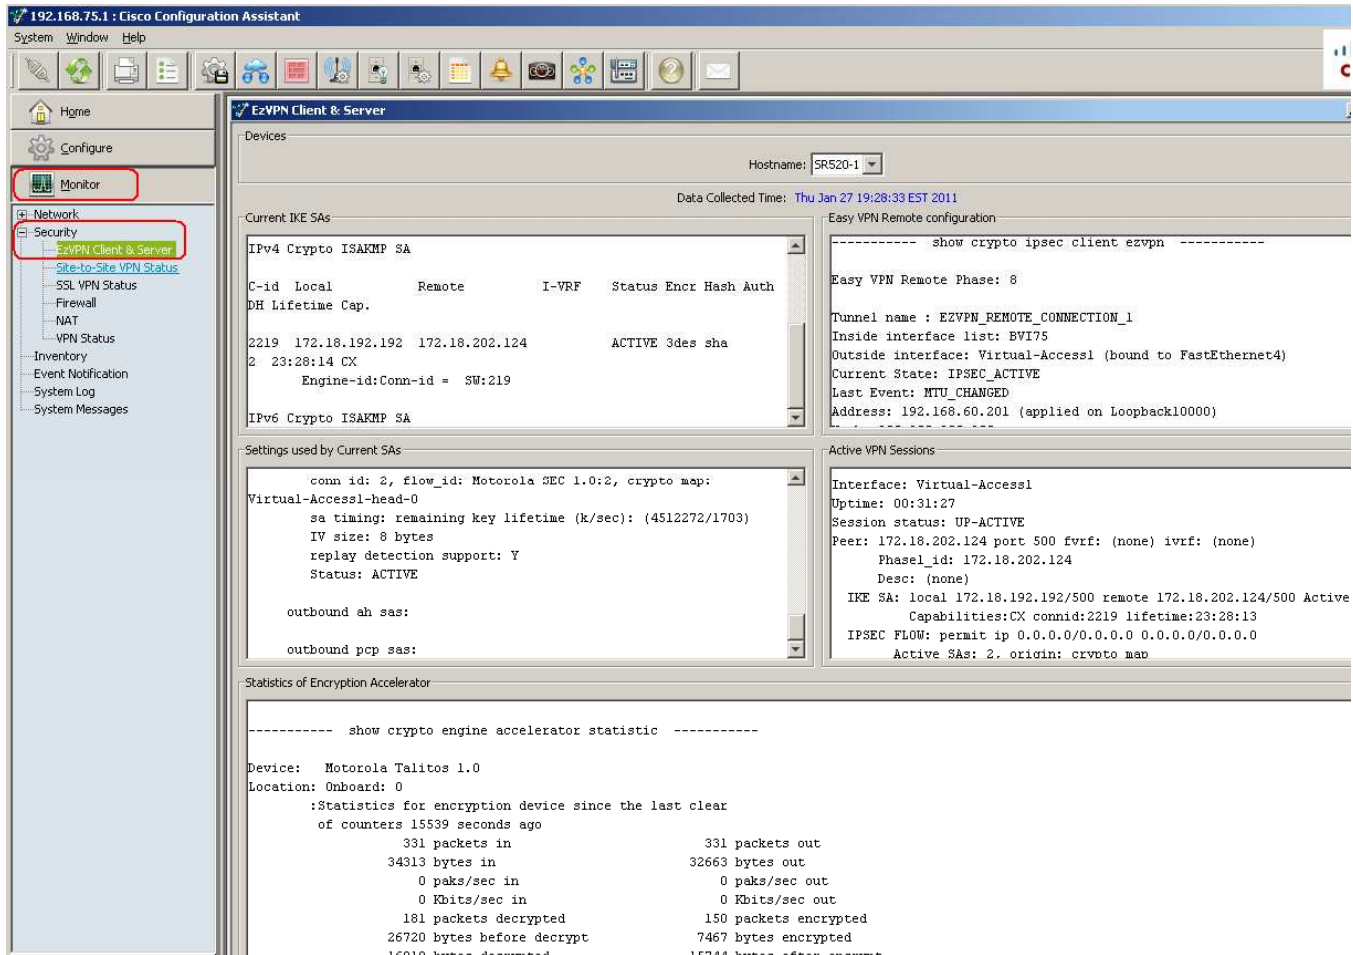 192.168.75.1 : Cisco Configuration Assistant
System Window Help
Home
Configure
Monitor
Network
Security
EzVPN Client & Server
Site-to-Site VPN Status
SSL VPN Status
Firewall
NAT
VPN Status
Inventory
Event Notification
System Log
System Messages
EzVPN Client & Server
Devices
Hostname: SR520-1
Data Collected Time: Thu Jan 27 19:28:33 EST 2011
Current IKE SAs
IPv4 Crypto ISAKMP SA
C-id Local Remote I-VRF Status Encr Hash Auth
DH Lifetime Cap.
2219 172.18.192.192 172.18.202.124 ACTIVE 3des sha
2 23:28:14 CX
Engine-id:Conn-id = SW:219
IPv6 Crypto ISAKMP SA
Easy VPN Remote configuration
----------- show crypto ipsec client ezvpn -----------
Easy VPN Remote Phase: 8
Tunnel name : EZVPN_REMOTE_CONNECTION_1
Inside interface list: BVI75
Outside interface: Virtual-Access1 (bound to FastEthernet4)
Current State: IPSEC_ACTIVE
Last Event: MTU_CHANGED
Address: 192.168.60.201 (applied on Loopback10000)
Settings used by Current SAs
conn id: 2, flow_id: Motorola SEC 1.0:2, crypto map:
Virtual-Access1-head-0
sa timing: remaining key lifetime (k/sec): (4512272/1703)
IV size: 8 bytes
replay detection support: Y
Status: ACTIVE
outbound ah sas:
outbound pcp sas:
Active VPN Sessions
Interface: Virtual-Access1
Uptime: 00:31:27
Session status: UP-ACTIVE
Peer: 172.18.202.124 port 500 fvrf: (none) ivrf: (none)
Phase1_id: 172.18.202.124
Desc: (none)
IKE SA: local 172.18.192.192/500 remote 172.18.202.124/500 Active
Capabilities:CX connid:2219 lifetime:23:28:13
IPSEC FLOW: permit ip 0.0.0.0/0.0.0.0 0.0.0.0/0.0.0.0
Active SAs: 2, origin: crypto map
Statistics of Encryption Accelerator
----------- show crypto engine accelerator statistic -----------
Device: Motorola Talitos 1.0
Location: Onboard: 0
:Statistics for encryption device since the last clear
of counters 15539 seconds ago
331 packets in 331 packets out
34313 bytes in 32663 bytes out
0 paks/sec in 0 paks/sec out
0 Kbits/sec in 0 Kbits/sec out
181 packets decrypted 150 packets encrypted
26720 bytes before decrypt 7467 bytes encrypted
bytes decrypted 15744 bytes after encrypt